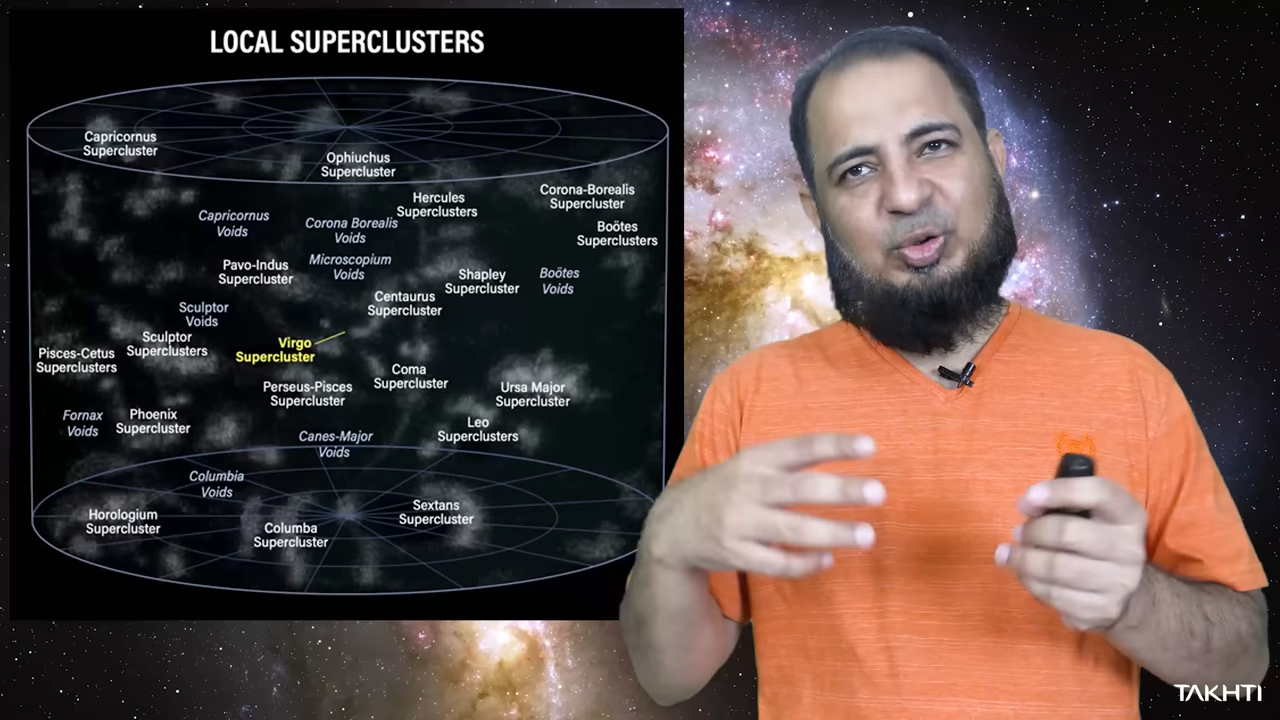 LOCAL SUPERCLUSTERS
Capricornus
Supercluster
Ophiuchus
Supercluster
Hercules
Superclusters
Corona-Borealis
Supercluster
Capricornus
Voids
Corona Borealis
Voids
Boötes
Superclusters
Pavo-Indus
Supercluster
Microscopium
Voids
Shapley
Supercluster
Boötes
Voids
Centaurus
Supercluster
Sculptor
Voids
Sculptor
Superclusters
Virgo
Supercluster
Pisces-Cetus
Superclusters
Coma
Supercluster
Perseus-Pisces
Supercluster
Ursa Major
Supercluster
Fornax
Voids
Phoenix
Supercluster
Leo
Superclusters
Canes-Major
Voids
Columbia
Voids
Horologium
Supercluster
Columba
Supercluster
Sextans
Supercluster
TAKHTI